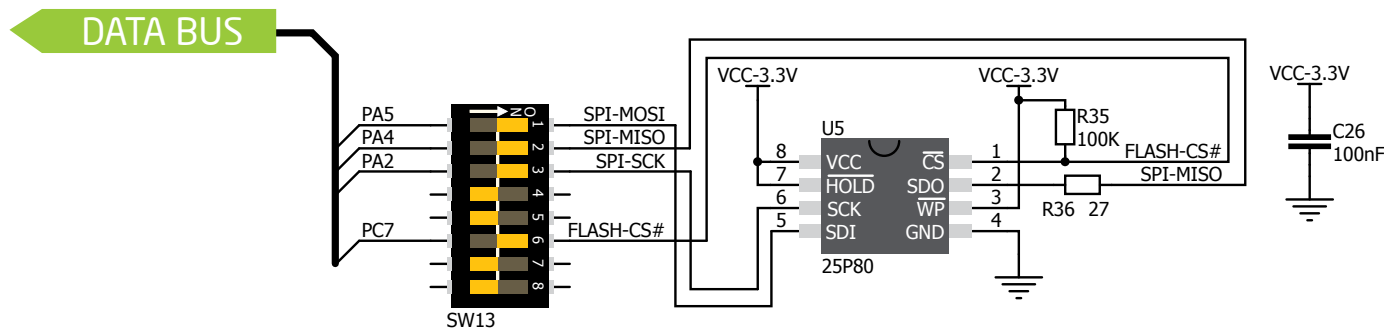 DATA BUS
PA5
PA4
PA2
PC7
ON
1
2
3
4
5
6
7
8
SW13
SPI-MOSI
SPI-MISO
SPI-SCK
FLASH-CS#
VCC-3.3V
U5
8 VCC
7 HOLD
6 SCK
5 SDI
CS 1
SDO 2
WP 3
GND 4
25P80
VCC-3.3V
R35
100K
FLASH-CS#
SPI-MISO
R36 27
VCC-3.3V
C26
100nF